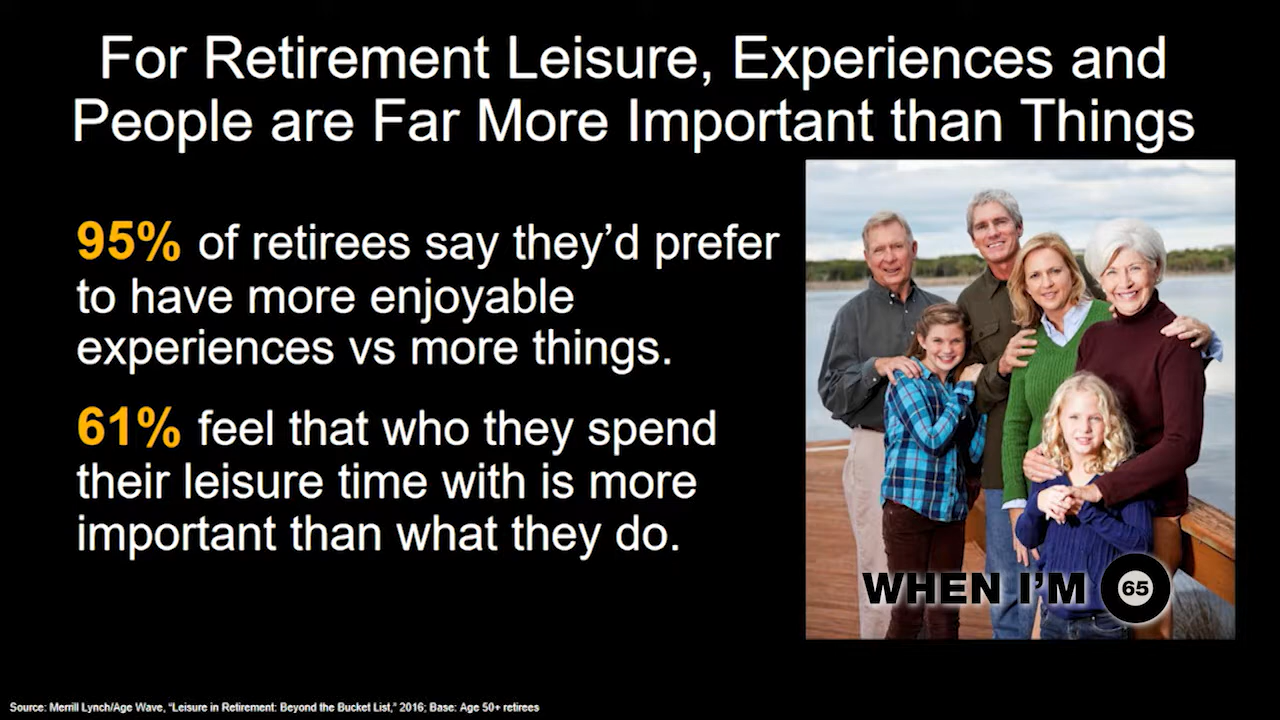 For Retirement Leisure, Experiences and
People are Far More Important than Things
95% of retirees say they’d prefer
to have more enjoyable
experiences vs more things.
61% feel that who they spend
their leisure time with is more
important than what they do.
WHEN I’M 65
Source: Merrill Lynch/Age Wave, “Leisure in Retirement: Beyond the Bucket List,” 2016; Base: Age 50+ retirees